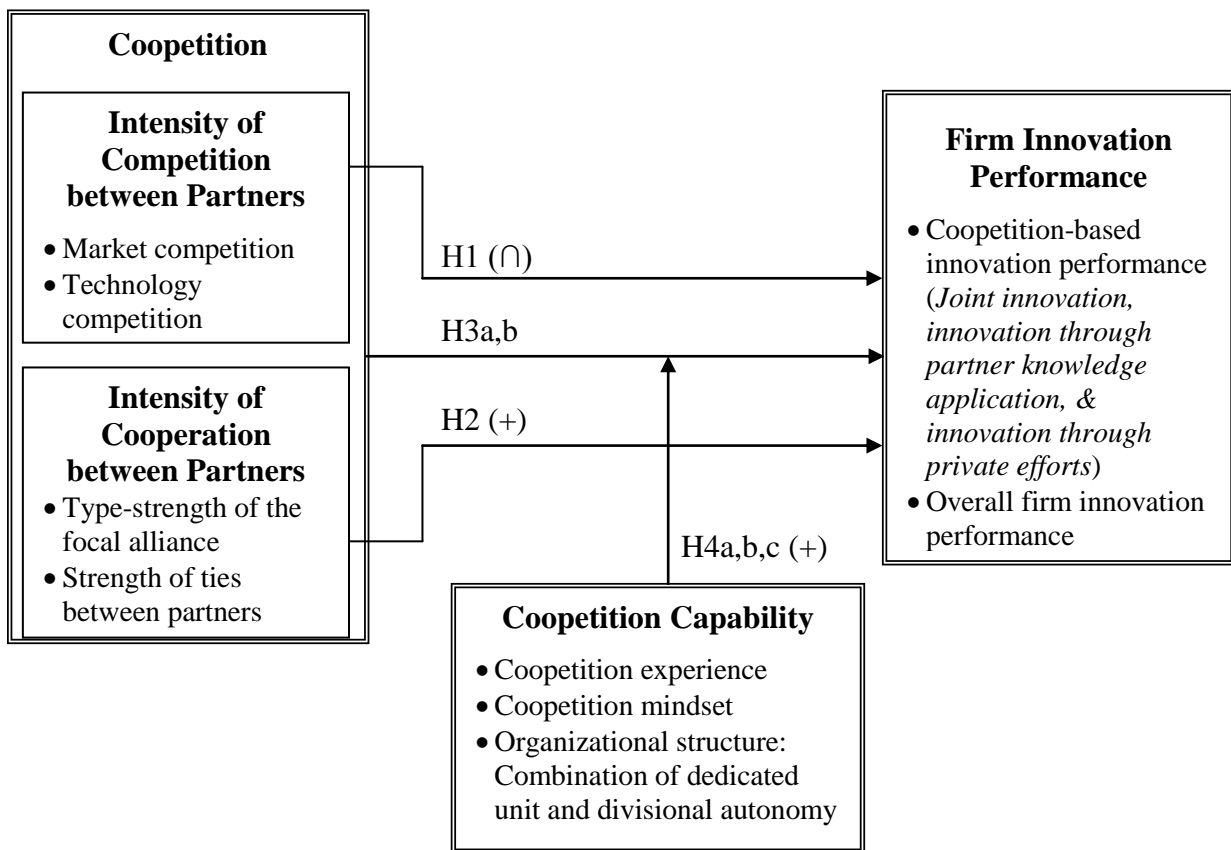 Coopetition
Intensity of
Competition
between Partners
• Market competition
• Technology
competition
Intensity of
Cooperation
between Partners
• Type-strength of the
focal alliance
• Strength of ties
between partners
H1 (∩)
H3a,b
H2 (+)
H4a,b,c (+)
Coopetition Capability
• Coopetition experience
• Coopetition mindset
• Organizational structure:
Combination of dedicated
unit and divisional autonomy
Firm Innovation
Performance
• Coopetition-based
innovation performance
(Joint innovation,
innovation through
partner knowledge
application, &
innovation through
private efforts)
• Overall firm innovation
performance